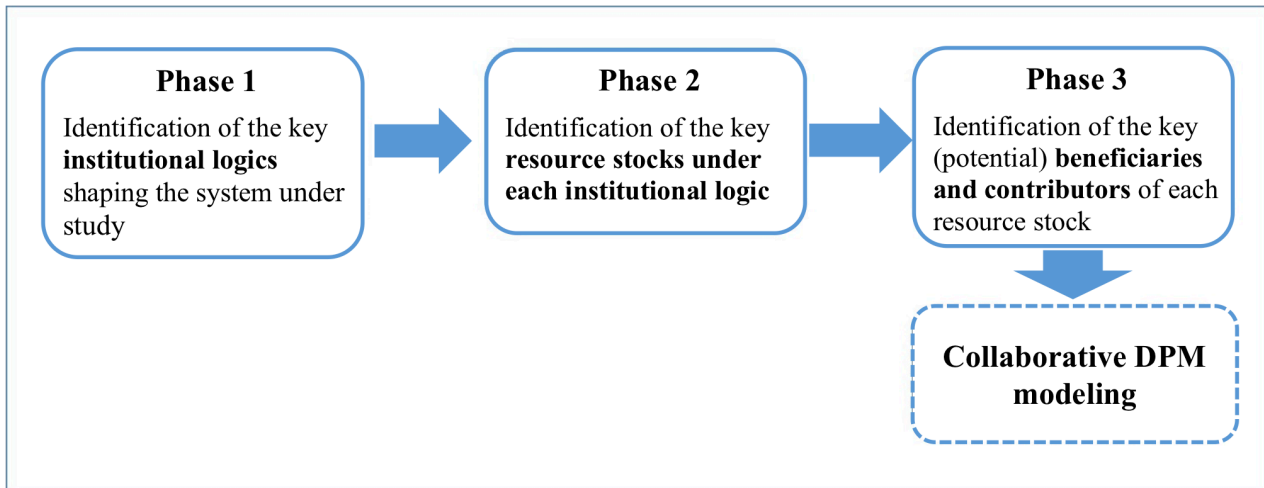 Phase 1
Identification of the key
institutional logics
shaping the system under
study
Phase 2
Identification of the key
resource stocks under
each institutional logic
Phase 3
Identification of the key
(potential) beneficiaries
and contributors of each
resource stock
Collaborative DPM
modeling